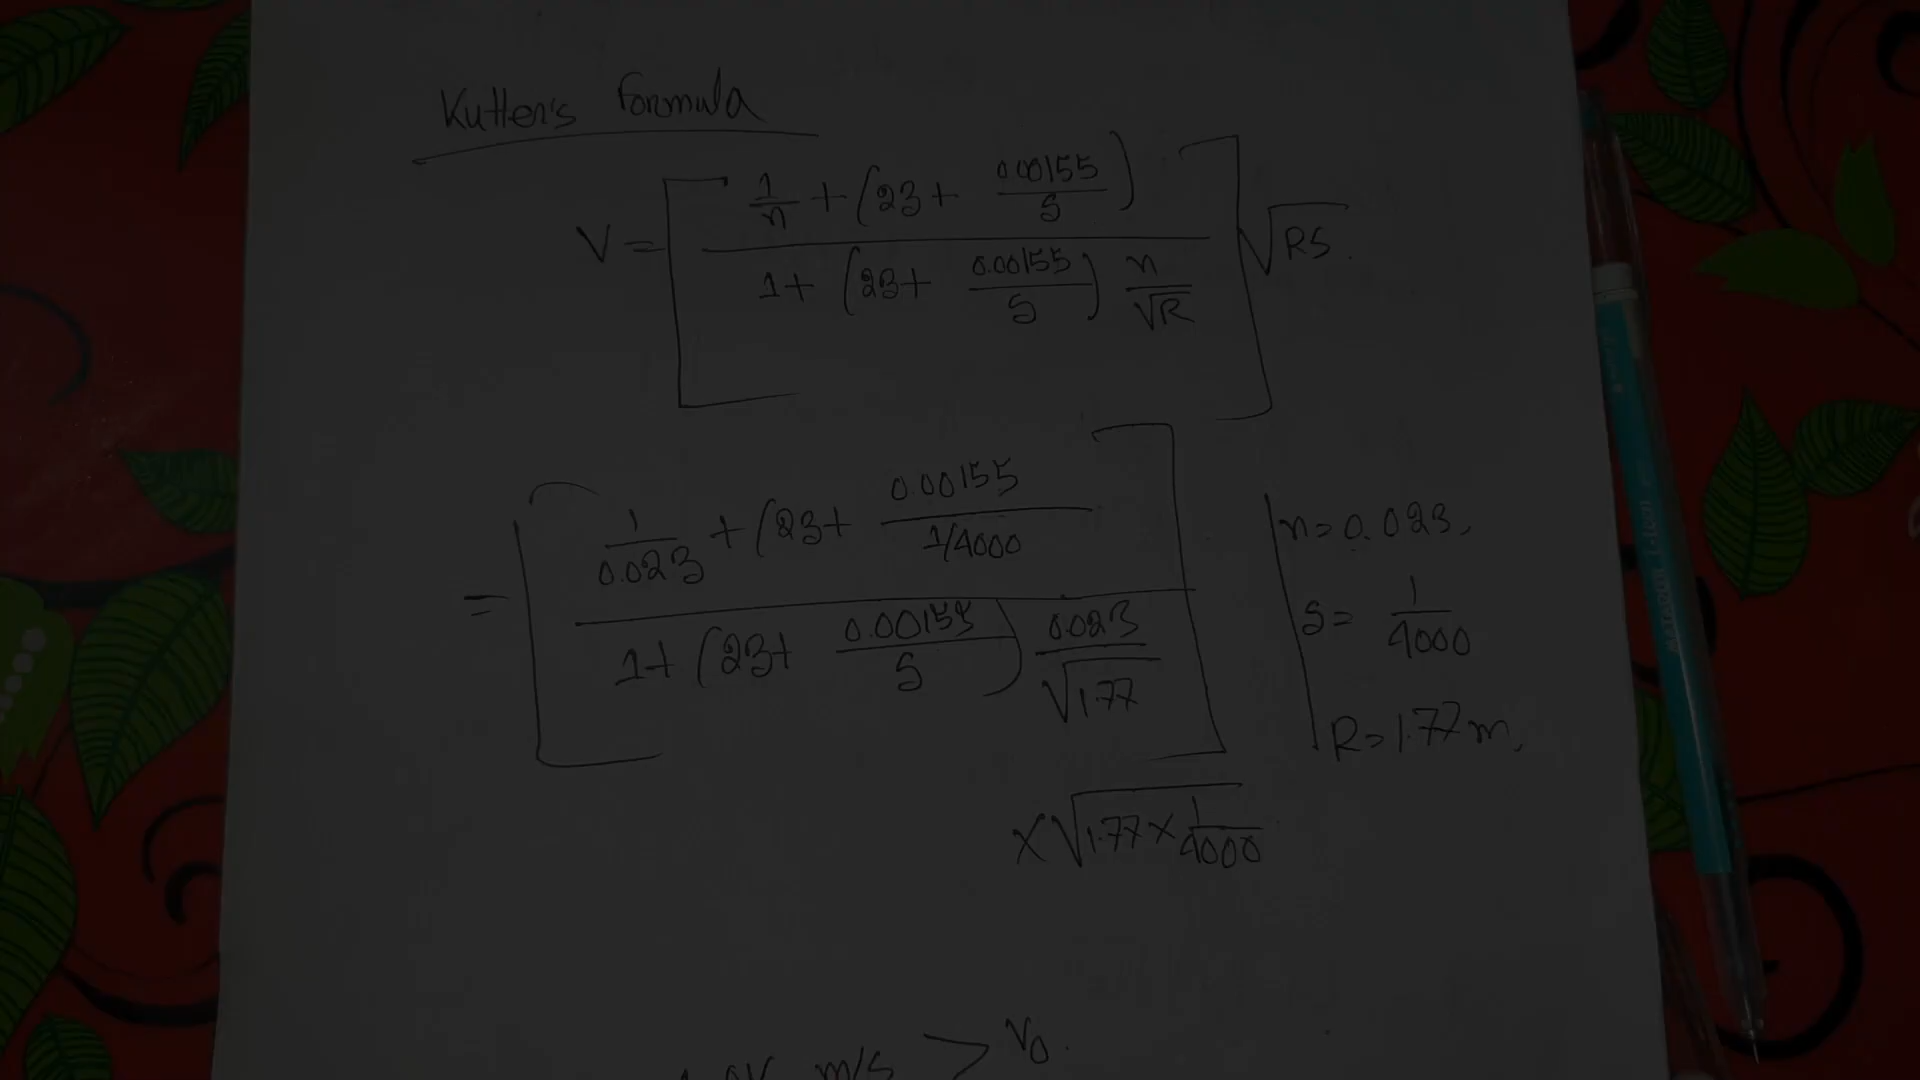 Kutter's Formula
V = [ (1/n + (23 + 0.00155/S)) / (1 + (23 + 0.00155/S) n/√R) ] √RS.
= [ (1/0.023 + (23 + 0.00155/1/4000) / (1 + (23 + 0.00155/S) 0.023/√1.77) ]
n = 0.023,
S = 1/4000
R = 1.77 m,
× √1.77 × 1/4000
m/s > V₀.